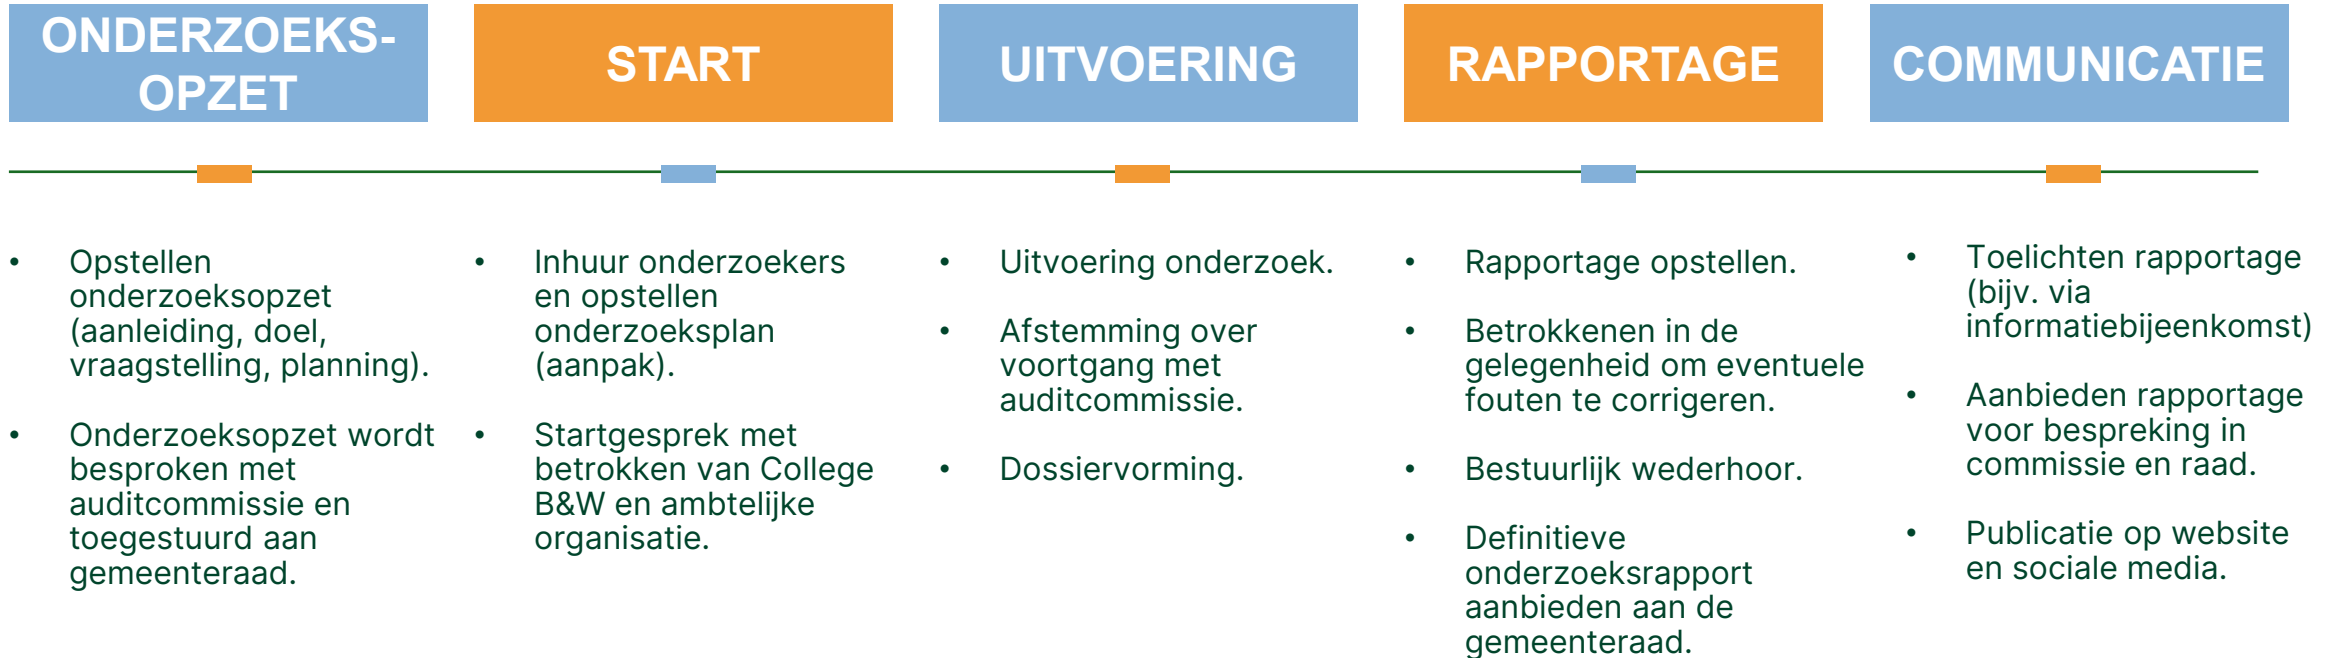 ONDERZOEKS-
OPZET
START
UITVOERING
RAPPORTAGE
COMMUNICATIE
• Opstellen
onderzoeksopzet
(aanleiding, doel,
vraagstelling, planning).
• Onderzoeksopzet wordt
besproken met
auditcommissie en
toegestuurd aan
gemeenteraad.
• Inhuur onderzoekers
en opstellen
onderzoeksplan
(aanpak).
• Startgesprek met
betrokken van College
B&W en ambtelijke
organisatie.
• Uitvoering onderzoek.
• Afstemming over
voortgang met
auditcommissie.
• Dossiervorming.
• Rapportage opstellen.
• Betrokkenen in de
gelegenheid om eventuele
fouten te corrigeren.
• Bestuurlijk wederhoor.
• Definitieve
onderzoeksrapport
aanbieden aan de
gemeenteraad.
• Toelichten rapportage
(bijv. via
informatiebijeenkomst)
• Aanbieden rapportage
voor bespreking in
commissie en raad.
• Publicatie op website
en sociale media.